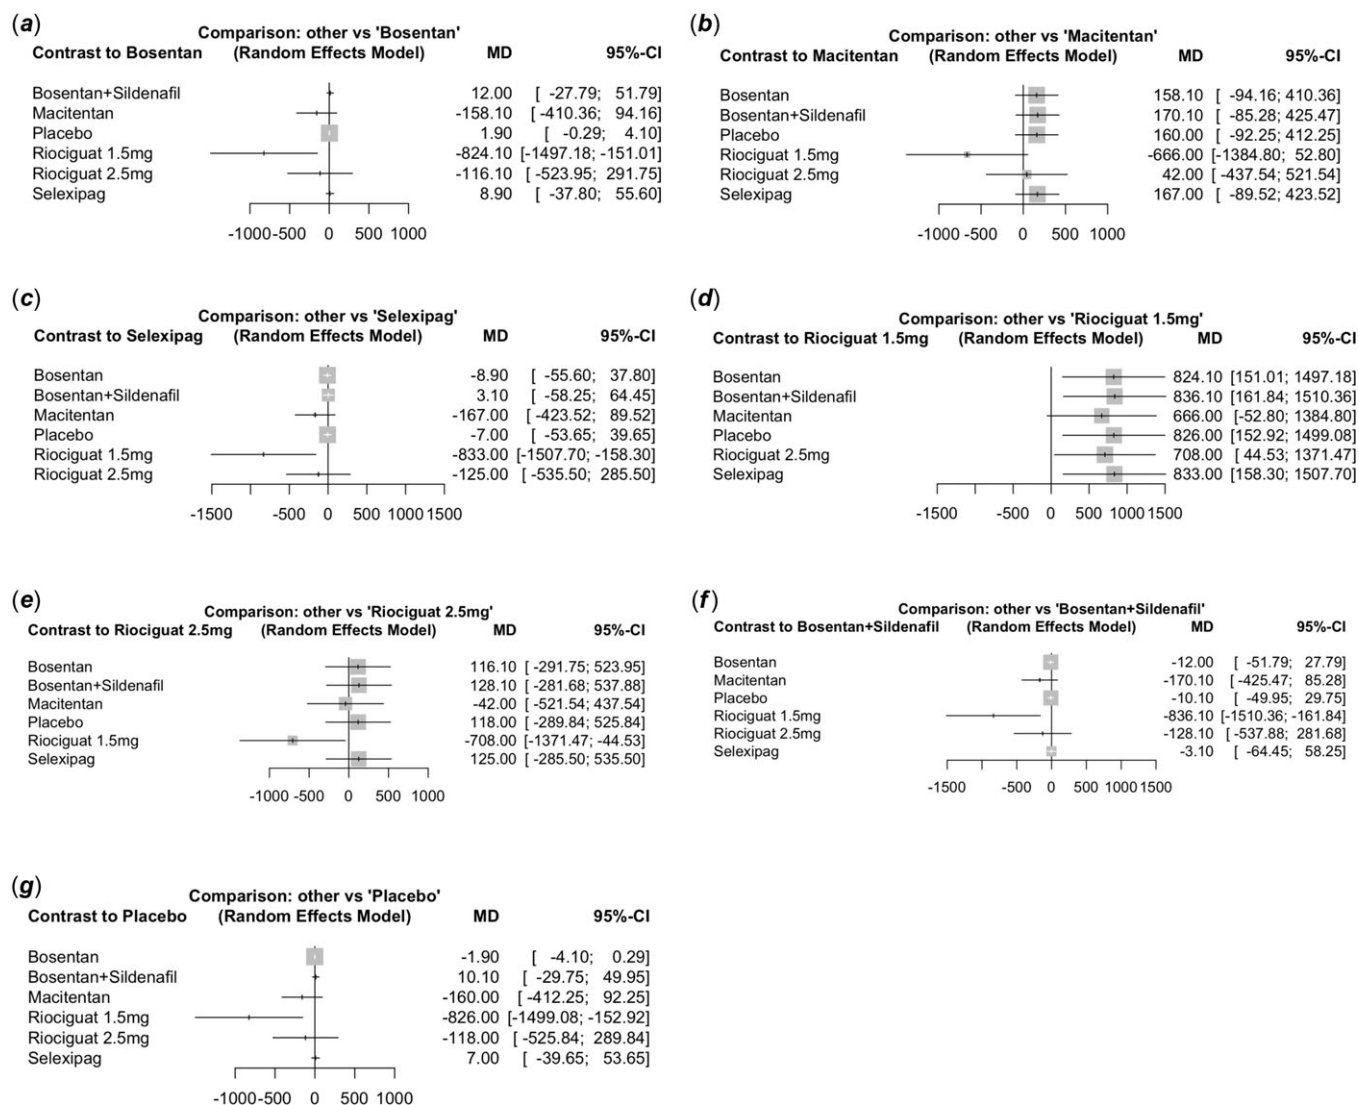 (a)
Comparison: other vs 'Bosentan'
Contrast to Bosentan (Random Effects Model) MD 95%-CI
Bosentan+Sildenafil 12.00 [ -27.79; 51.79]
Macitentan -158.10 [-410.36; 94.16]
Placebo 1.90 [ -0.29; 4.10]
Riociguat 1.5mg -824.10 [-1497.18; -151.01]
Riociguat 2.5mg -116.10 [-523.95; 291.75]
Selexipag 8.90 [ -37.80; 55.60]
-1000 -500 0 500 1000
(b)
Comparison: other vs 'Macitentan'
Contrast to Macitentan (Random Effects Model) MD 95%-CI
Bosentan 158.10 [ -94.16; 410.36]
Bosentan+Sildenafil 170.10 [ -85.28; 425.47]
Placebo 160.00 [ -92.25; 412.25]
Riociguat 1.5mg -666.00 [-1384.80; 52.80]
Riociguat 2.5mg 42.00 [-437.54; 521.54]
Selexipag 167.00 [ -89.52; 423.52]
-1000 -500 0 500 1000
(c)
Comparison: other vs 'Selexipag'
Contrast to Selexipag (Random Effects Model) MD 95%-CI
Bosentan -8.90 [ -55.60; 37.80]
Bosentan+Sildenafil 3.10 [ -58.25; 64.45]
Macitentan -167.00 [ -423.52; 89.52]
Placebo -7.00 [ -53.65; 39.65]
Riociguat 1.5mg -833.00 [-1507.70; -158.30]
Riociguat 2.5mg -125.00 [ -535.50; 285.50]
-1500 -500 0 500 1000 1500
(d)
Comparison: other vs 'Riociguat 1.5mg'
Contrast to Riociguat 1.5mg (Random Effects Model) MD 95%-CI
Bosentan 824.10 [151.01; 1497.18]
Bosentan+Sildenafil 836.10 [161.84; 1510.36]
Macitentan 666.00 [ -52.80; 1384.80]
Placebo 826.00 [152.92; 1499.08]
Riociguat 2.5mg 708.00 [ 44.53; 1371.47]
Selexipag 833.00 [158.30; 1507.70]
-1500 -500 0 500 1000 1500
(e)
Comparison: other vs 'Riociguat 2.5mg'
Contrast to Riociguat 2.5mg (Random Effects Model) MD 95%-CI
Bosentan 116.10 [ -291.75; 523.95]
Bosentan+Sildenafil 128.10 [ -281.68; 537.88]
Macitentan -42.00 [ -521.54; 437.54]
Placebo 118.00 [ -289.84; 525.84]
Riociguat 1.5mg -708.00 [-1371.47; -44.53]
Selexipag 125.00 [ -285.50; 535.50]
-1000 -500 0 500 1000
(f)
Comparison: other vs 'Bosentan+Sildenafil'
Contrast to Bosentan+Sildenafil (Random Effects Model) MD 95%-CI
Bosentan -12.00 [ -51.79; 27.79]
Macitentan -170.10 [ -425.47; 85.28]
Placebo -10.10 [ -49.95; 29.75]
Riociguat 1.5mg -836.10 [-1510.36; -161.84]
Riociguat 2.5mg -128.10 [ -537.88; 281.68]
Selexipag -3.10 [ -64.45; 58.25]
-1500 -500 0 500 1000 1500
(g)
Comparison: other vs 'Placebo'
Contrast to Placebo (Random Effects Model) MD 95%-CI
Bosentan -1.90 [ -4.10; 0.29]
Bosentan+Sildenafil 10.10 [ -29.75; 49.95]
Macitentan -160.00 [ -412.25; 92.25]
Riociguat 1.5mg -826.00 [-1499.08; -152.92]
Riociguat 2.5mg -118.00 [ -525.84; 289.84]
Selexipag 7.00 [ -39.65; 53.65]
-1000 -500 0 500 1000